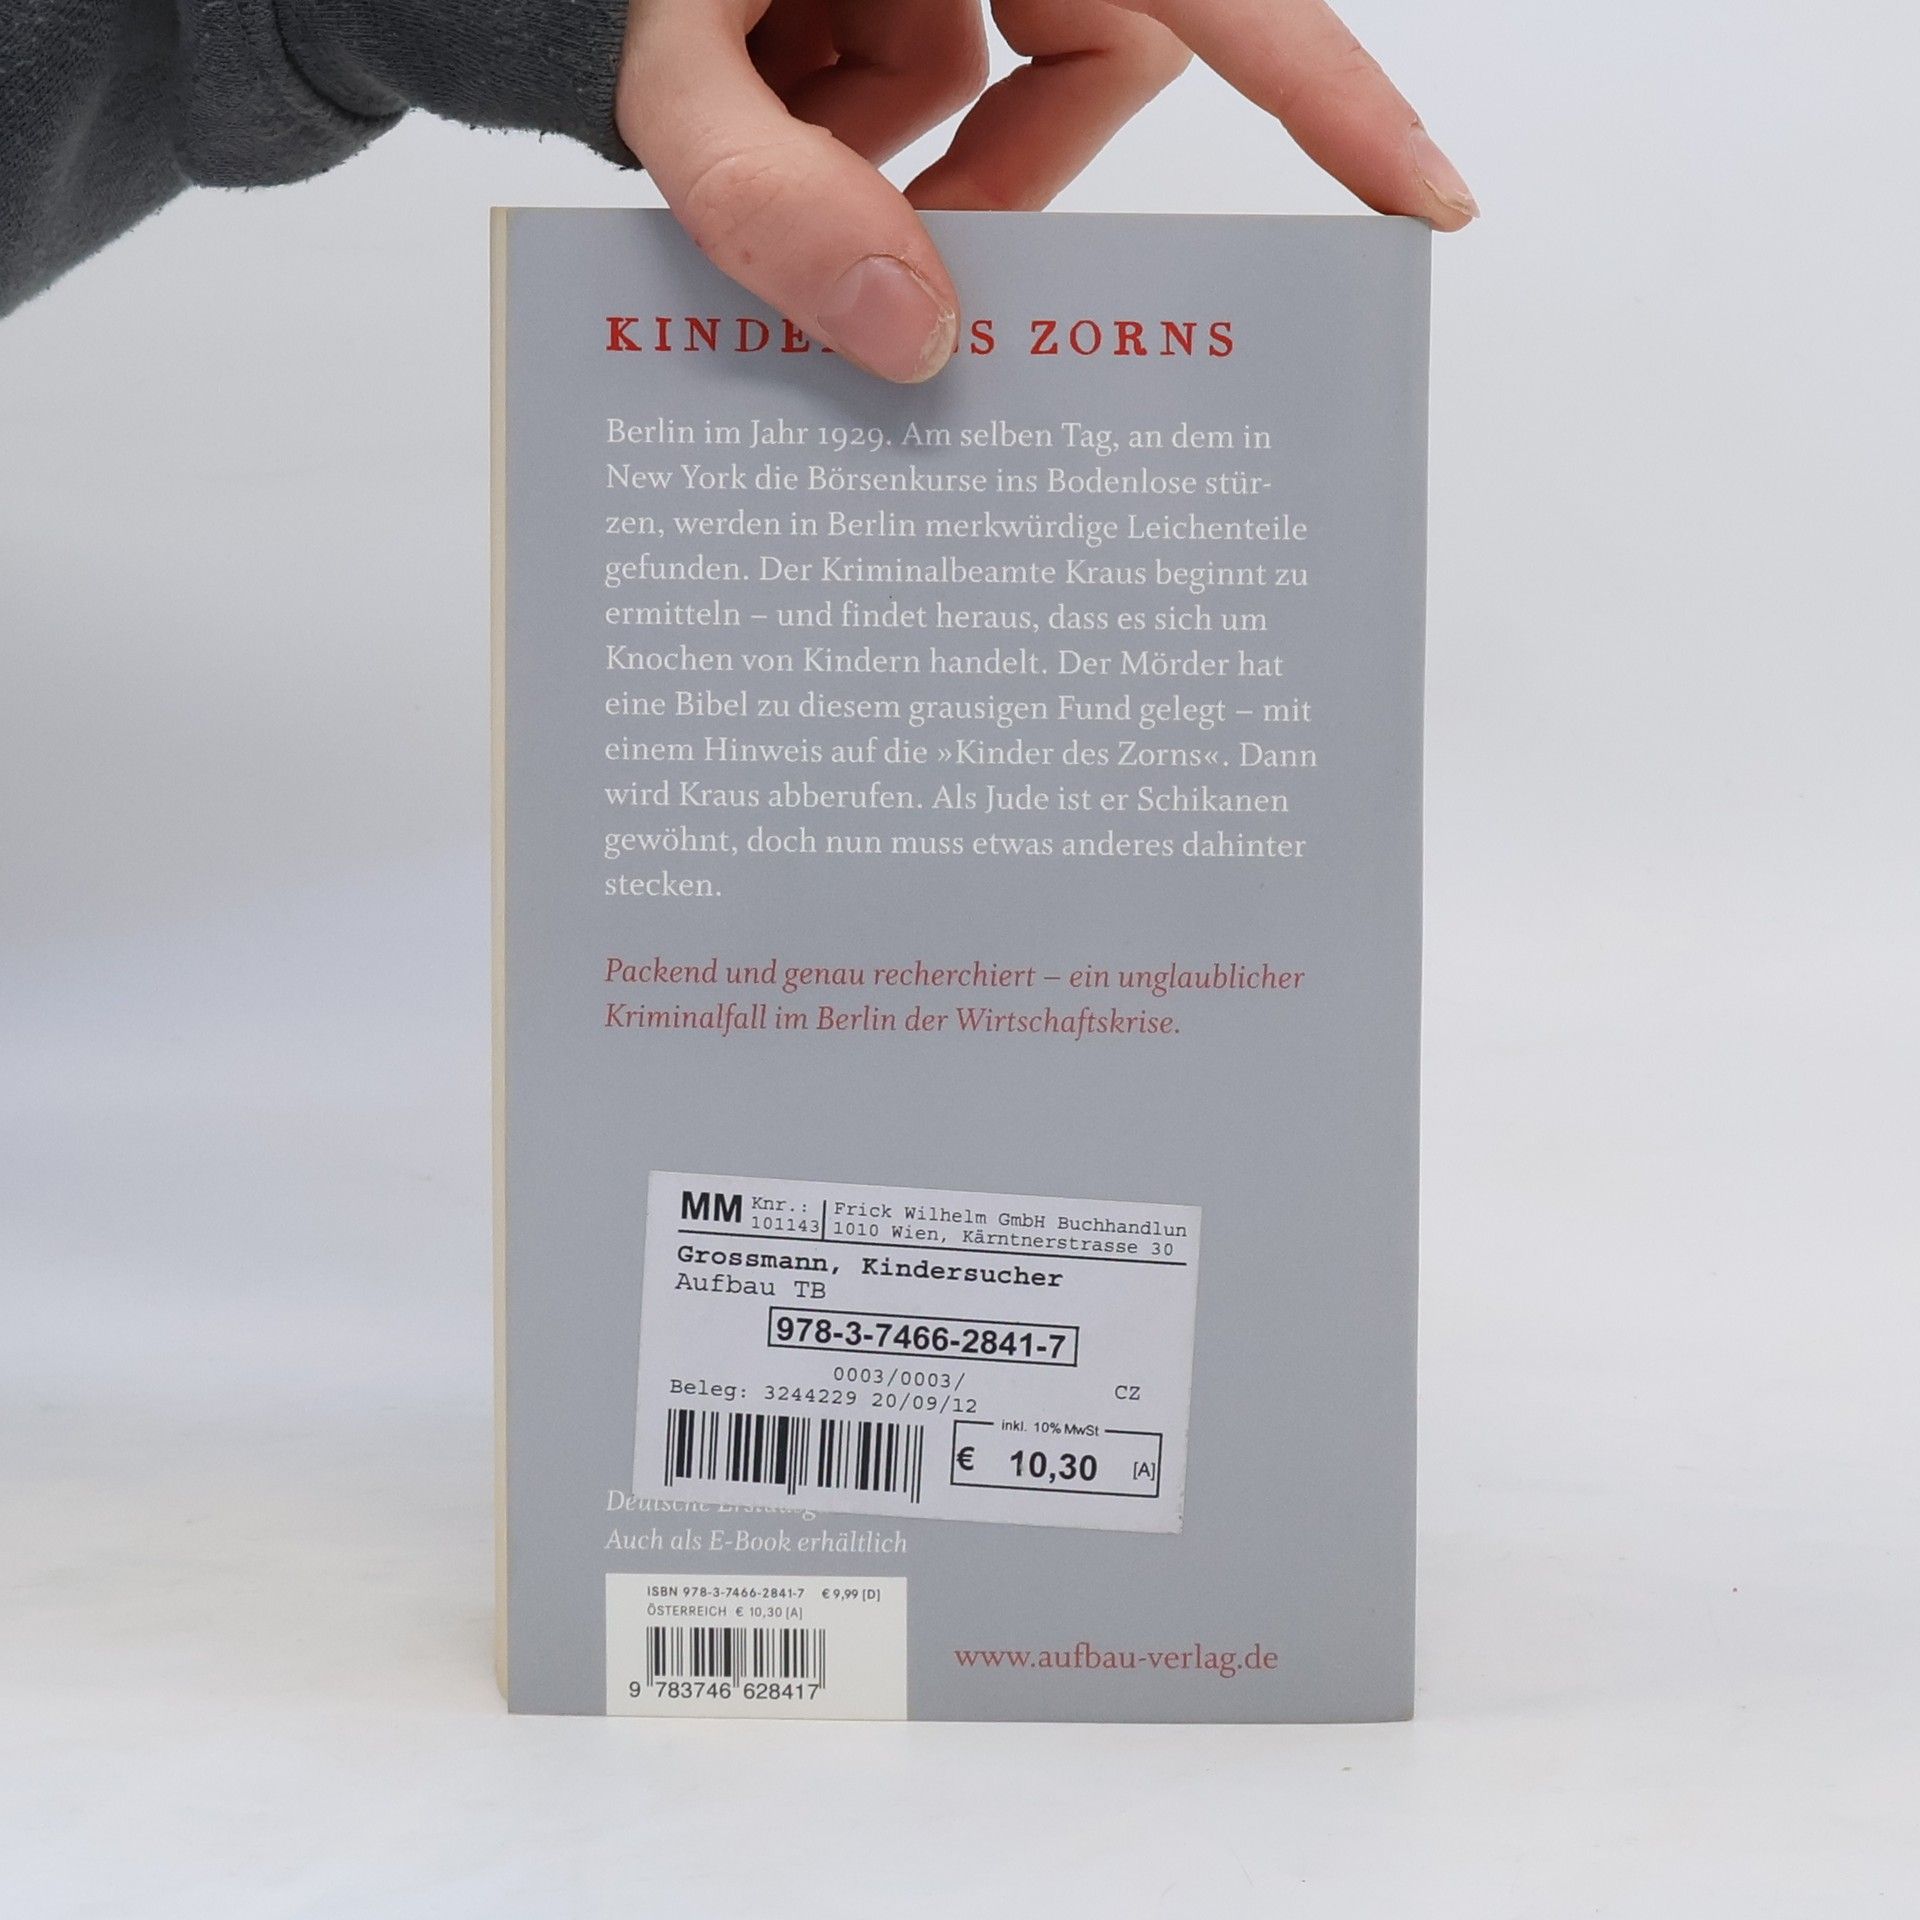 KINDE S ZORNS
Berlin im Jahr 1929. Am selben Tag, an dem in
New York die Börsenkurse ins Bodenlose stür-
zen, werden in Berlin merkwürdige Leichenteile
gefunden. Der Kriminalbeamte Kraus beginnt zu
ermitteln – und findet heraus, dass es sich um
Knochen von Kindern handelt. Der Mörder hat
eine Bibel zu diesem grausigen Fund gelegt – mit
einem Hinweis auf die »Kinder des Zorns«. Dann
wird Kraus abberufen. Als Jude ist er Schikanen
gewöhnt, doch nun muss etwas anderes dahinter
stecken.
Packend und genau recherchiert – ein unglaublicher
Kriminalfall im Berlin der Wirtschaftskrise.
MM Knr.: Frick Wilhelm GmbH Buchhandlun
101143 1010 Wien, Kärntnerstrasse 30
Grossmann, Kindersucher
Aufbau TB
978-3-7466-2841-7
0003/0003/
Beleg: 3244229 20/09/12 CZ
inkl. 10% MwSt
€ 10,30 [A]
Deutsche
Auch als E-Book erhältlich
ISBN 978-3-7466-2841-7 € 9,99 [D]
ÖSTERREICH € 10,30 [A]
9 783746 628417
www.aufbau-verlag.de